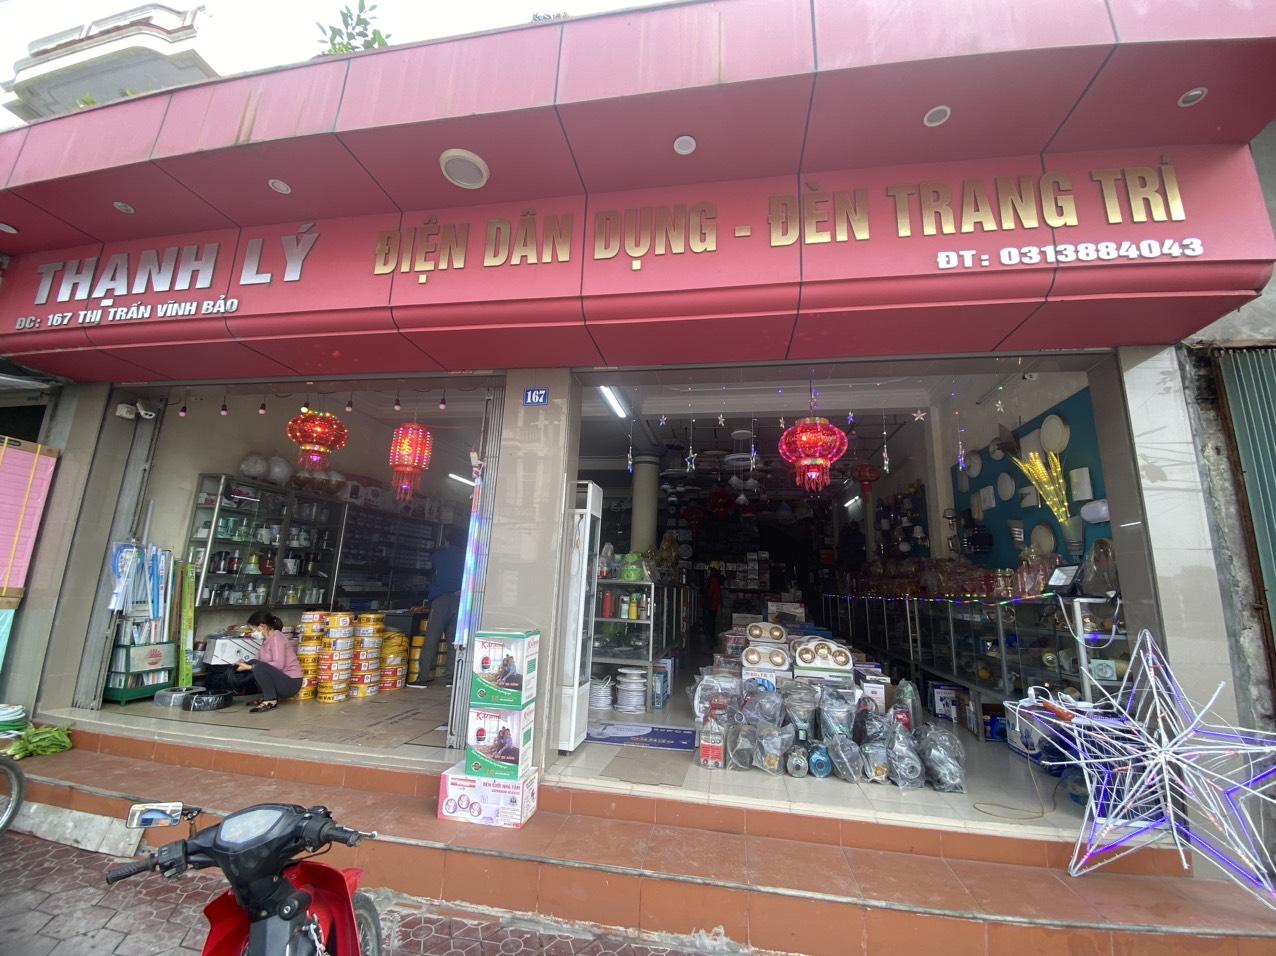 THẠNH LÝ
ĐC: 167 THỊ TRẤN VĨNH BẢO
ĐIỆN DÂN DỤNG - ĐÈN TRANG TRÍ
ĐT: 0313884043
167